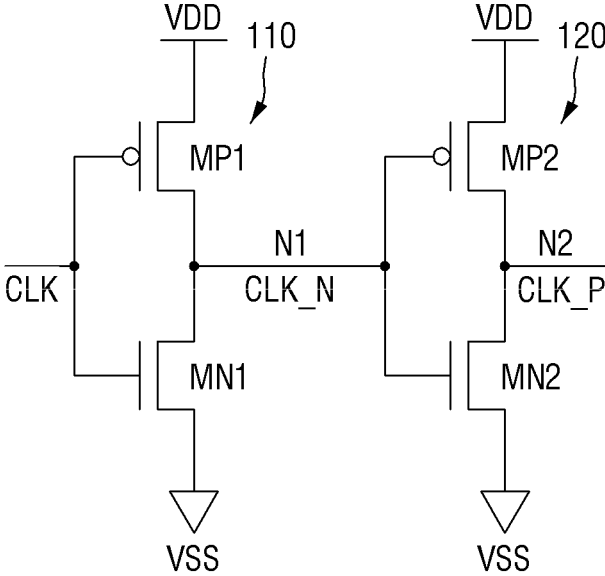 VDD
110
VDD
120
MP1
MP2
N1
N2
CLK
CLK_N
CLK_P
MN1
MN2
VSS
VSS